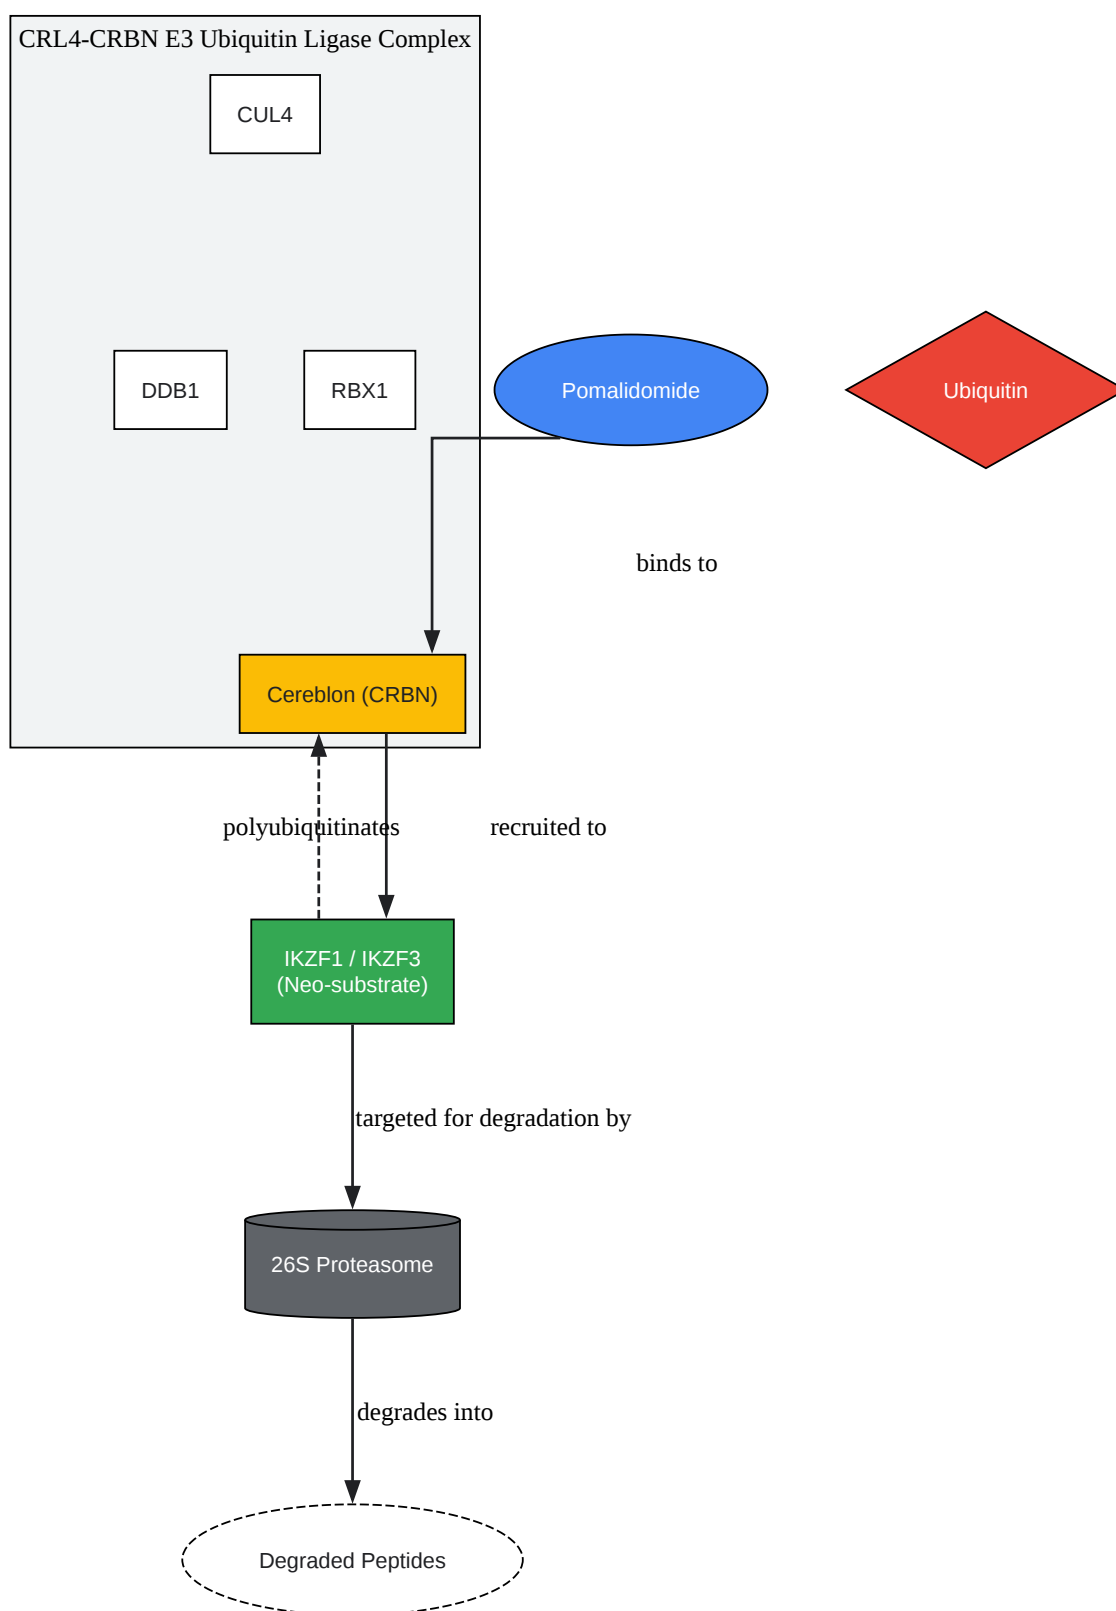 CRL4-CRBN E3 Ubiquitin Ligase Complex
CUL4
DDB1
RBX1
Pomalidomide
Ubiquitin
binds to
Cereblon (CRBN)
polyubiquitinates
recruited to
IKZF1 / IKZF3
(Neo-substrate)
targeted for degradation by
26S Proteasome
degrades into
Degraded Peptides